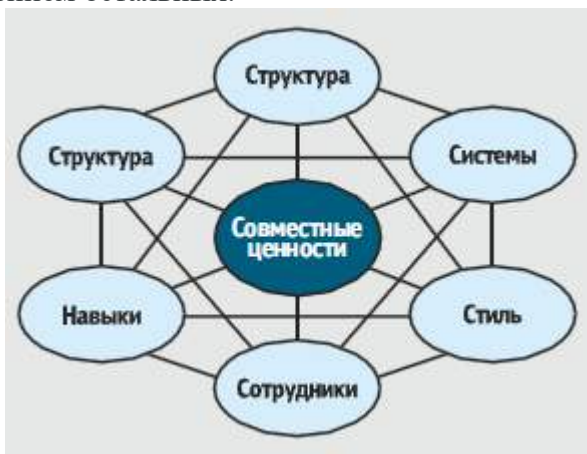 Структура
Структура
Системы
Совместные
ценности
Навыки
Стиль
Сотрудники